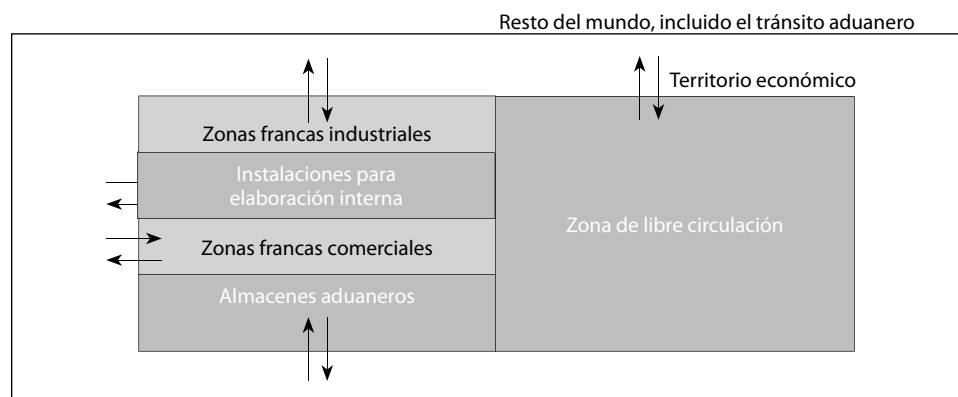 Resto del mundo, incluido el tránsito aduanero
Territorio económico
Zonas francas industriales
Instalaciones para
elaboración interna
Zonas francas comerciales
Almacenes aduaneros
Zona de libre circulación